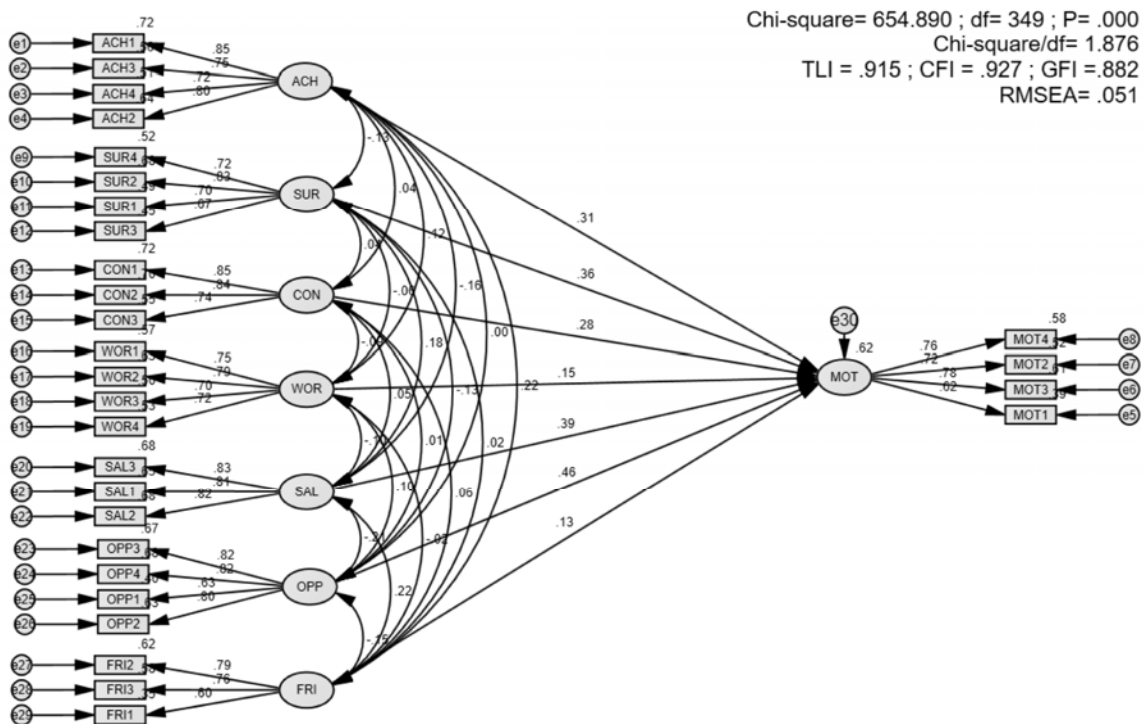 Chi-square= 654.890 ; df= 349 ; P= .000
Chi-square/df= 1.876
TLI = .915 ; CFI = .927 ; GFI =.882
RMSEA= .051
.72
e1 ACH1 .85
e2 ACH3 .75
e3 ACH4 .72
e4 ACH2 .80
ACH
-.13
.04
.12
-.16
.00
.22
.31
.52
e9 SUR4 .72
e10 SUR2 .83
e11 SUR1 .70
e12 SUR3
SUR
-.06
.18
-.13
.02
.36
.72
e13 CON1 .85
e14 CON2 .84
e15 CON3 .74
CON
.05
.01
.06
.28
.57
e16 WOR1 .75
e17 WOR2 .79
e18 WOR3 .70
e19 WOR4 .72
WOR
.10
-.02
.15
.68
e20 SAL3 .83
e21 SAL1 .81
e22 SAL2 .82
SAL
-.21
.22
.39
.67
e23 OPP3 .82
e24 OPP4 .82
e25 OPP1 .63
e26 OPP2 .80
OPP
-.15
.46
.62
e27 FRI2 .79
e28 FRI3 .76
e29 FRI1 .60
FRI
.13
e30
.62
MOT
.58
.76 MOT4 e8
.72 MOT2 e7
.78 MOT3 e6
.62 MOT1 e5